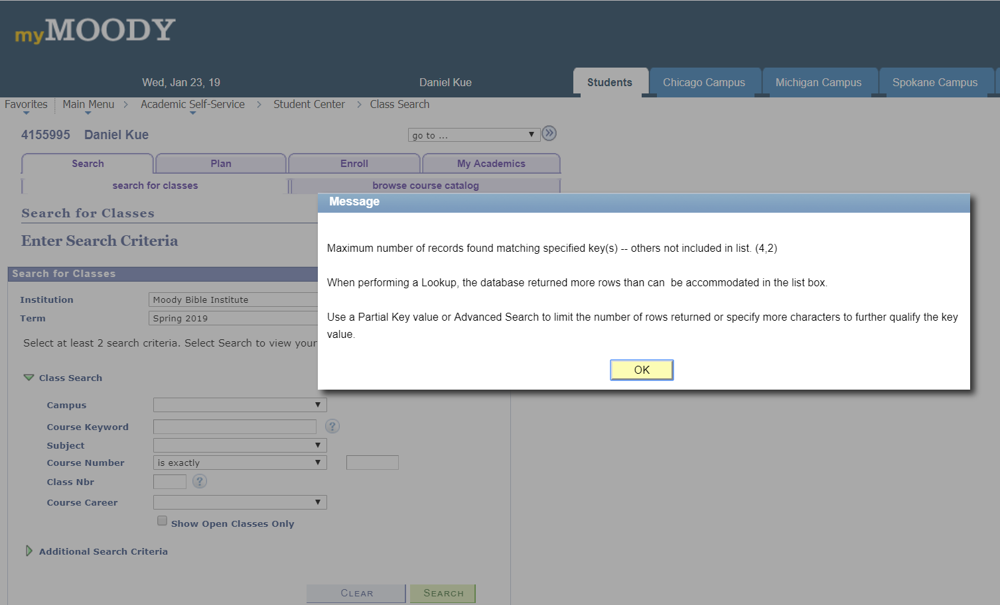 myMOODY
Wed, Jan 23, 19
Daniel Kue
Students
Chicago Campus
Michigan Campus
Spokane Campus
Favorites
Main Menu > Academic Self-Service > Student Center > Class Search
4155995 Daniel Kue
go to ...
Search
Plan
Enroll
My Academics
search for classes
browse course catalog
Search for Classes
Enter Search Criteria
Search for Classes
Institution
Moody Bible Institute
Term
Spring 2019
Select at least 2 search criteria. Select Search to view your
Class Search
Campus
Course Keyword
?
Subject
Course Number
is exactly
Class Nbr
?
Course Career
Show Open Classes Only
Additional Search Criteria
CLEAR
SEARCH
Message
Maximum number of records found matching specified key(s) -- others not included in list. (4,2)
When performing a Lookup, the database returned more rows than can  be accommodated in the list box.
Use a Partial Key value or Advanced Search to limit the number of rows returned or specify more characters to further qualify the key
value.
OK